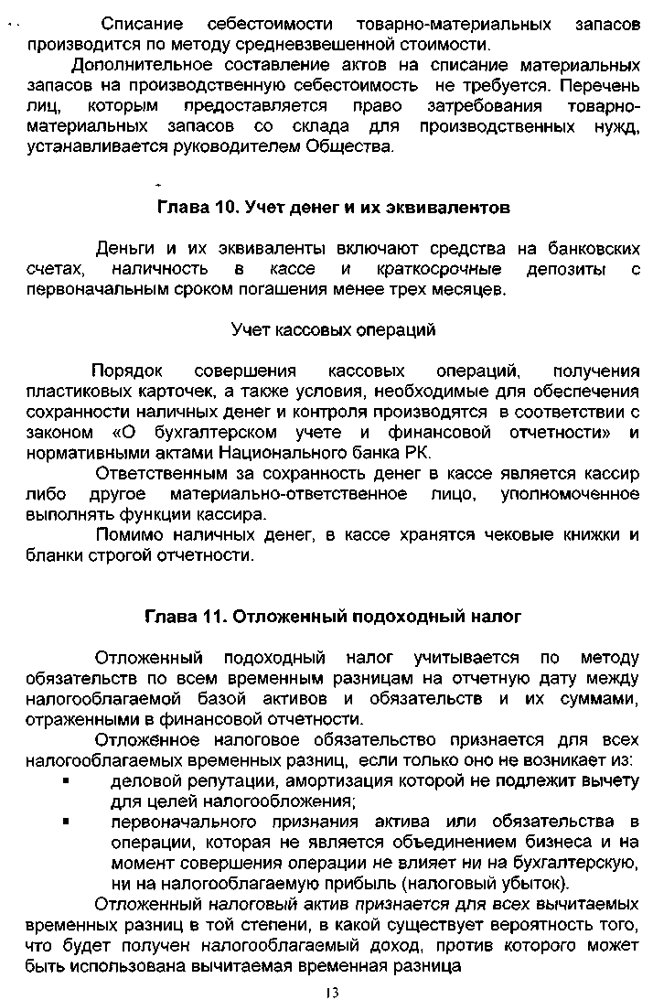 Списание себестоимости товарно-материальных запасов
производится по методу средневзвешенной стоимости.
Дополнительное составление актов на списание материальных
запасов на производственную себестоимость не требуется. Перечень
лиц, которым предоставляется право затребования товарно-
материальных запасов со склада для производственных нужд,
устанавливается руководителем Общества.
Глава 10. Учет денег и их эквивалентов
Деньги и их эквиваленты включают средства на банковских
счетах, наличность в кассе и краткосрочные депозиты с
первоначальным сроком погашения менее трех месяцев.
Учет кассовых операций
Порядок совершения кассовых операций, получения
пластиковых карточек, а также условия, необходимые для обеспечения
сохранности наличных денег и контроля производятся в соответствии с
законом «О бухгалтерском учете и финансовой отчетности» и
нормативными актами Национального банка РК.
Ответственным за сохранность денег в кассе является кассир
либо другое материально-ответственное лицо, уполномоченное
выполнять функции кассира.
Помимо наличных денег, в кассе хранятся чековые книжки и
бланки строгой отчетности.
Глава 11. Отложенный подоходный налог
Отложенный подоходный налог учитывается по методу
обязательств по всем временным разницам на отчетную дату между
налогооблагаемой базой активов и обязательств и их суммами,
отраженными в финансовой отчетности.
Отложенное налоговое обязательство признается для всех
налогооблагаемых временных разниц, если только оно не возникает из:
▪ деловой репутации, амортизация которой не подлежит вычету
для целей налогообложения;
▪ первоначального признания актива или обязательства в
операции, которая не является объединением бизнеса и на
момент совершения операции не влияет ни на бухгалтерскую,
ни на налогооблагаемую прибыль (налоговый убыток).
Отложенный налоговый актив признается для всех вычитаемых
временных разниц в той степени, в какой существует вероятность того,
что будет получен налогооблагаемый доход, против которого может
быть использована вычитаемая временная разница
13